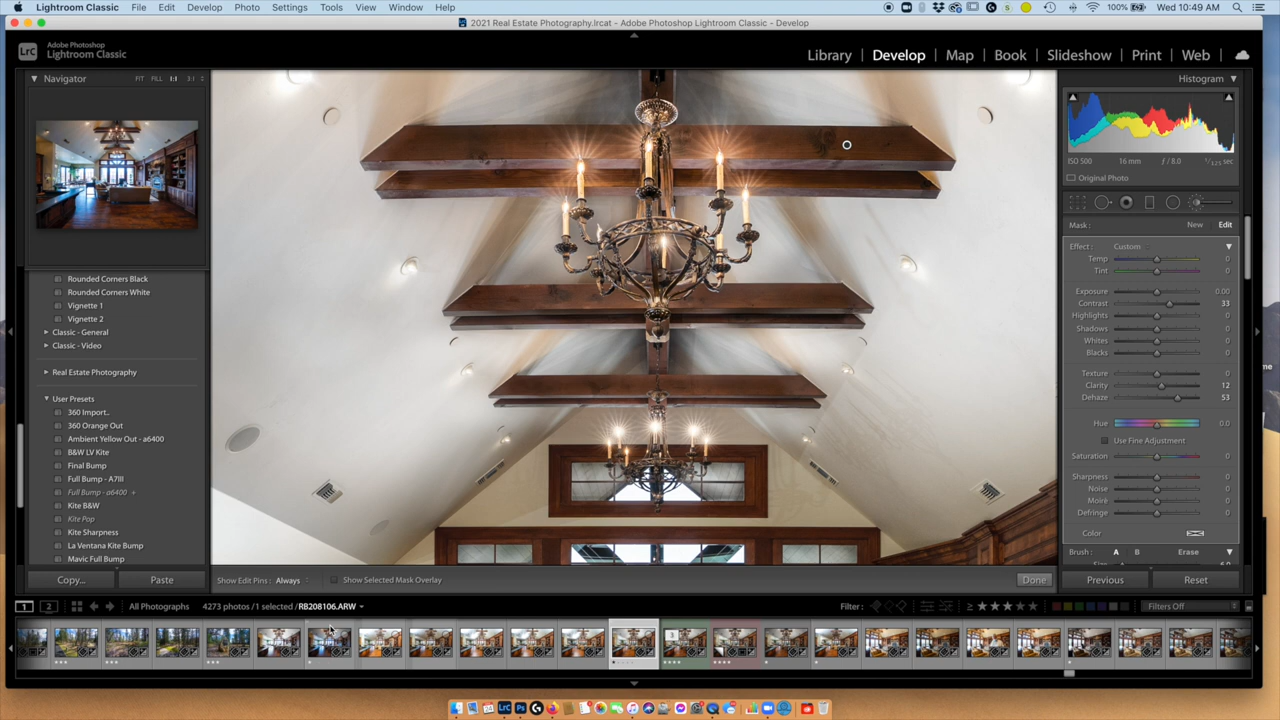 Lightroom Classic File Edit Develop Photo Settings Tools View Window Help 100% Wed 10:49 AM
2021 Real Estate Photography.lrcat - Adobe Photoshop Lightroom Classic - Develop
LrC Adobe Photoshop
Lightroom Classic
Library Develop Map Book Slideshow Print Web
Navigator FIT FILL 1:1 3:1
Histogram
ISO 500 16 mm ƒ / 8.0 1/125 sec
Original Photo
Mask : New Edit
Effect : Custom
Temp 0
Tint 0
Exposure 0.00
Contrast 33
Highlights 0
Shadows 0
Whites 0
Blacks 0
Texture 0
Clarity 12
Dehaze 53
Hue 0.0
Use Fine Adjustment
Saturation 0
Sharpness 0
Noise 0
Moiré 0
Defringe 0
Color
Brush : A B Erase
Rounded Corners Black
Rounded Corners White
Vignette 1
Vignette 2
Classic - General
Classic - Video
Real Estate Photography
User Presets
360 Import..
360 Orange Out
Ambient Yellow Out - a6400
B&W LV Kite
Final Bump
Full Bump - A7III
Full Bump - a6400 +
Kite B&W
Kite Pop
Kite Sharpness
La Ventana Kite Bump
Mavic Full Bump
Copy... Paste
Show Edit Pins : Always Show Selected Mask Overlay Done
Previous Reset
1 2 All Photographs 4273 photos / 1 selected / RB208106.ARW Filter : Filters Off
me